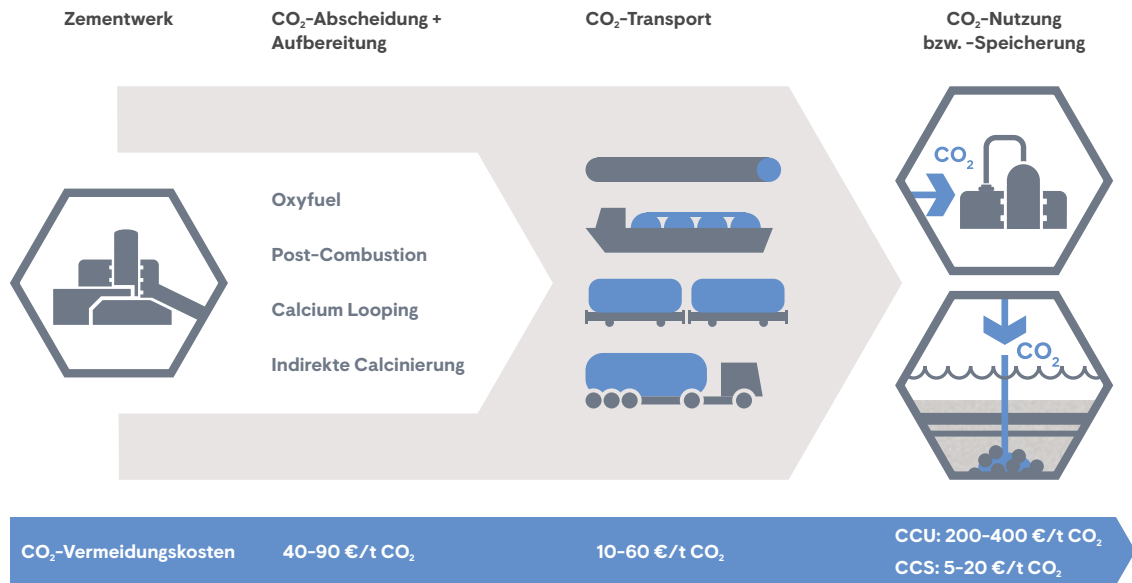 Zementwerk
CO₂-Abscheidung +
Aufbereitung
CO₂-Transport
CO₂-Nutzung
bzw. -Speicherung
Oxyfuel
Post-Combustion
Calcium Looping
Indirekte Calcinierung
CO₂
CO₂
CO₂-Vermeidungskosten
40-90 €/t CO₂
10-60 €/t CO₂
CCU: 200-400 €/t CO₂
CCS: 5-20 €/t CO₂